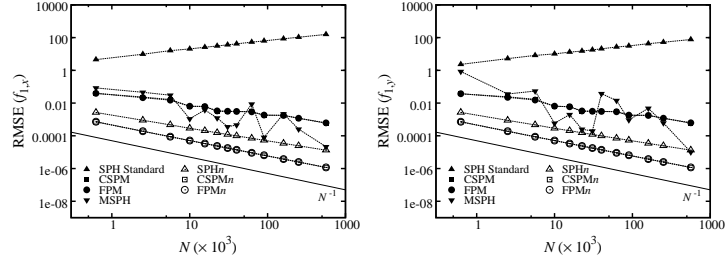 10000
100
1
0.01
0.0001
1e-06
1e-08
RMSE (f1,x)
SPH Standard
CSPM
FPM
MSPH
SPHn
CSPMn
FPMn
N⁻¹
1 10 100 1000
N (× 10³)
10000
100
1
0.01
0.0001
1e-06
1e-08
RMSE (f1,y)
SPH Standard
CSPM
FPM
MSPH
SPHn
CSPMn
FPMn
N⁻¹
1 10 100 1000
N (× 10³)